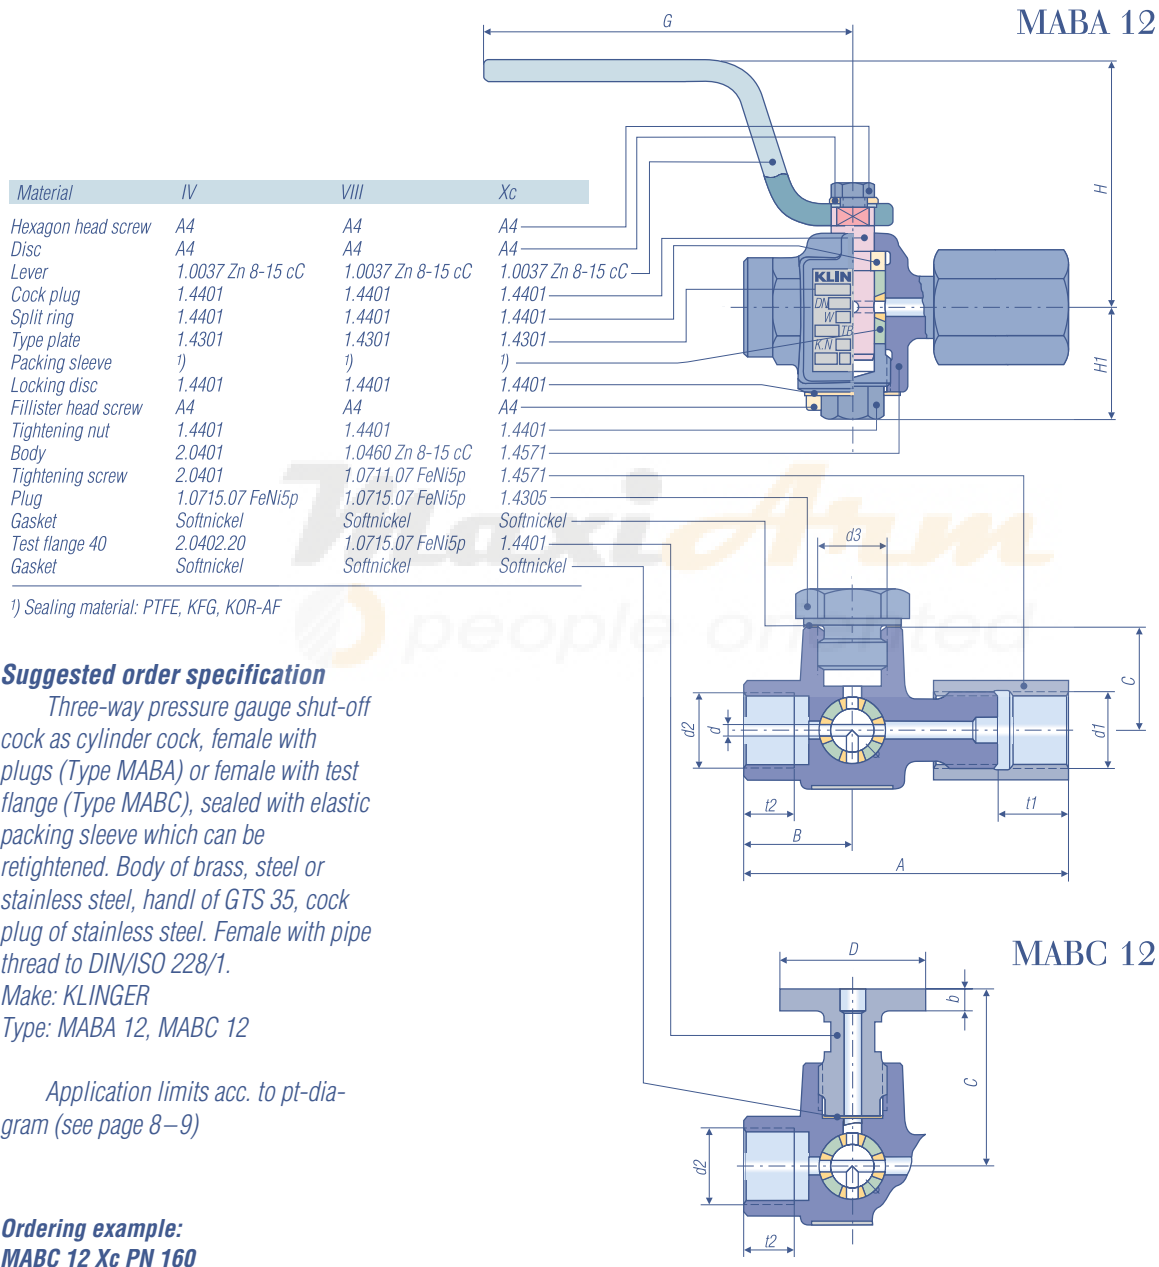 MABA 12
G
H
H1
KLIN
DN
W
TB
K.N
Material IV VIII Xc
Hexagon head screw A4 A4 A4
Disc A4 A4 A4
Lever 1.0037 Zn 8-15 cC 1.0037 Zn 8-15 cC 1.0037 Zn 8-15 cC
Cock plug 1.4401 1.4401 1.4401
Split ring 1.4401 1.4401 1.4401
Type plate 1.4301 1.4301 1.4301
Packing sleeve ¹) ¹) ¹)
Locking disc 1.4401 1.4401 1.4401
Fillister head screw A4 A4 A4
Tightening nut 1.4401 1.4401 1.4401
Body 2.0401 1.0460 Zn 8-15 cC 1.4571
Tightening screw 2.0401 1.0711.07 FeNi5p 1.4571
Plug 1.0715.07 FeNi5p 1.0715.07 FeNi5p 1.4305
Gasket Softnickel Softnickel Softnickel
Test flange 40 2.0402.20 1.0715.07 FeNi5p 1.4401
Gasket Softnickel Softnickel Softnickel
¹) Sealing material: PTFE, KFG, KOR-AF
MaxiArm
people oriented
d3
C
d2
d
d1
t2
t1
B
A
Suggested order specification
Three-way pressure gauge shut-off
cock as cylinder cock, female with
plugs (Type MABA) or female with test
flange (Type MABC), sealed with elastic
packing sleeve which can be
retightened. Body of brass, steel or
stainless steel, handl of GTS 35, cock
plug of stainless steel. Female with pipe
thread to DIN/ISO 228/1.
Make: KLINGER
Type: MABA 12, MABC 12
Application limits acc. to pt-dia-
gram (see page 8–9)
Ordering example:
MABC 12 Xc PN 160
MABC 12
D
b
C
d2
t2